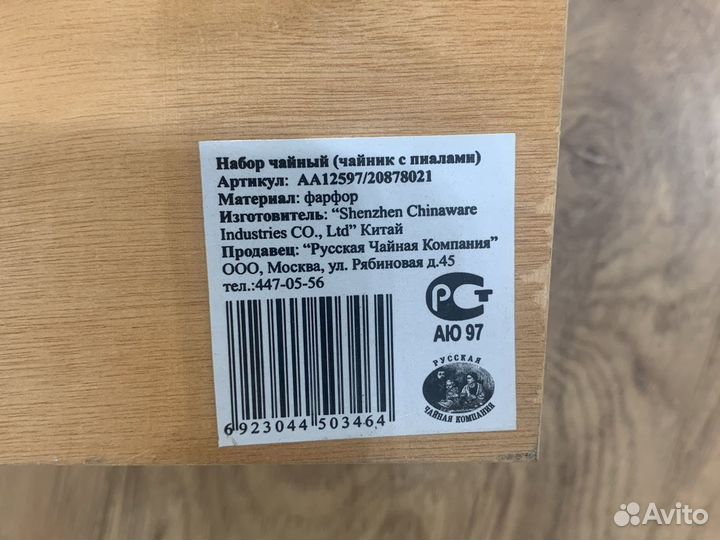 Набор чайный (чайник с пиалами)
Артикул: АА12597/20878021
Материал: фарфор
Изготовитель: “Shenzhen Chinaware
Industries CO., Ltd” Китай
Продавец: “Русская Чайная Компания”
ООО, Москва, ул. Рябиновая д.45
тел.:447-05-56
РСТ
АЮ 97
РУССКАЯ
ЧАЙНАЯ КОМПАНИЯ
6 923044 503464
Avito